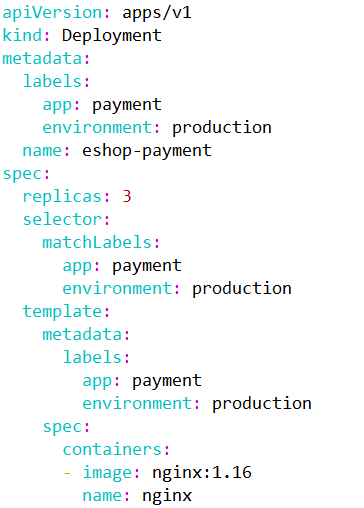 apiVersion: apps/v1
kind: Deployment
metadata:
  labels:
    app: payment
    environment: production
  name: eshop-payment
spec:
  replicas: 3
  selector:
    matchLabels:
      app: payment
      environment: production
  template:
    metadata:
      labels:
        app: payment
        environment: production
    spec:
      containers:
      - image: nginx:1.16
        name: nginx